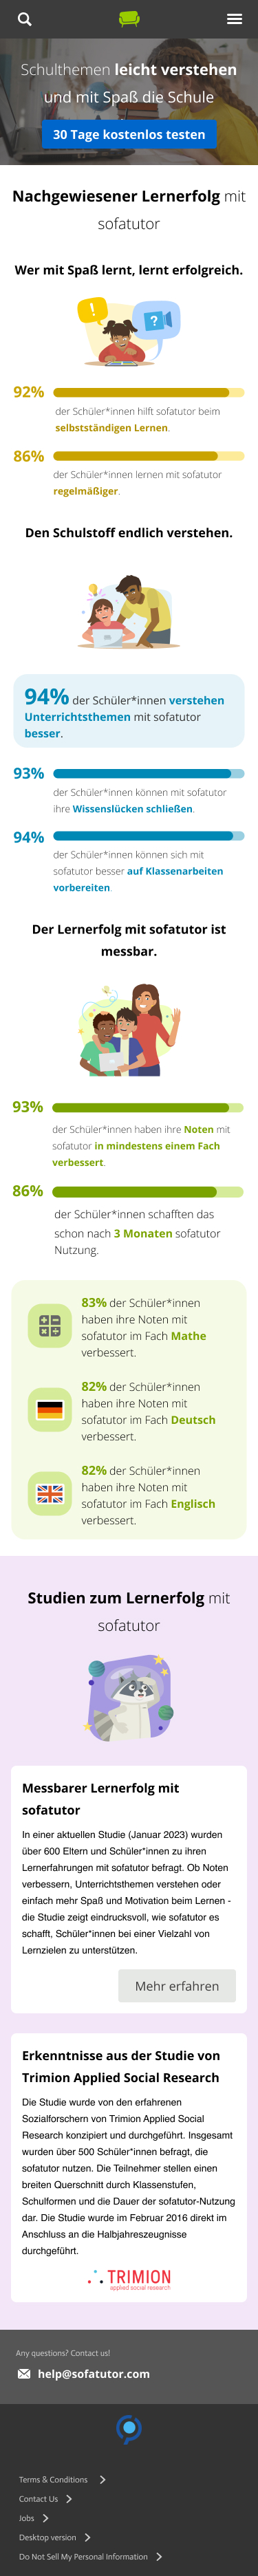 Schulthemen leicht verstehen
und mit Spaß die Schule
30 Tage kostenlos testen
Nachgewiesener Lernerfolg mit
sofatutor
Wer mit Spaß lernt, lernt erfolgreich.
92%
der Schüler*innen hilft sofatutor beim
selbstständigen Lernen.
86%
der Schüler*innen lernen mit sofatutor
regelmäßiger.
Den Schulstoff endlich verstehen.
94% der Schüler*innen verstehen
Unterrichtsthemen mit sofatutor
besser.
93%
der Schüler*innen können mit sofatutor
ihre Wissenslücken schließen.
94%
der Schüler*innen können sich mit
sofatutor besser auf Klassenarbeiten
vorbereiten
Der Lernerfolg mit sofatutor ist
messbar.
93%
der Schüler*innen haben ihre Noten mit
sofatutor in mindestens einem Fach
verbessert.
86%
der Schüler*innen schafften das
schon nach 3 Monaten sofatutor
Nutzung.
83% der Schüler*innen
haben ihre Noten mit
sofatutor im Fach Mathe
verbessert.
82% der Schüler*innen
haben ihre Noten mit
sofatutor im Fach Deutsch
verbessert.
82% der Schüler*innen
haben ihre Noten mit
sofatutor im Fach Englisch
verbessert.
Studien zum Lernerfolg mit
sofatutor
Messbarer Lernerfolg mit
sofatutor
In einer aktuellen Studie (Januar 2023) wurden
über 600 Eltern und Schüler*innen zu ihren
Lernerfahrungen mit sofatutor befragt. Ob Noten
verbessern, Unterrichtsthemen verstehen oder
einfach mehr Spaß und Motivation beim Lernen -
die Studie zeigt eindrucksvoll, wie sofatutor es
schafft, Schüler*innen bei einer Vielzahl von
Lernzielen zu unterstützen.
Mehr erfahren
Erkenntnisse aus der Studie von
Trimion Applied Social Research
Die Studie wurde von den erfahrenen
Sozialforschern von Trimion Applied Social
Research konzipiert und durchgeführt. Insgesamt
wurden über 500 Schüler*innen befragt, die
sofatutor nutzen. Die Teilnehmer stellen einen
breiten Querschnitt durch Klassenstufen,
Schulformen und die Dauer der sofatutor-Nutzung
dar. Die Studie wurde im Februar 2016 direkt im
Anschluss an die Halbjahreszeugnisse
durchgeführt.
TRIMION
applied social research
Any questions? Contact us!
help@sofatutor.com
Terms & Conditions
Contact Us
Jobs
Desktop version
Do Not Sell My Personal Information